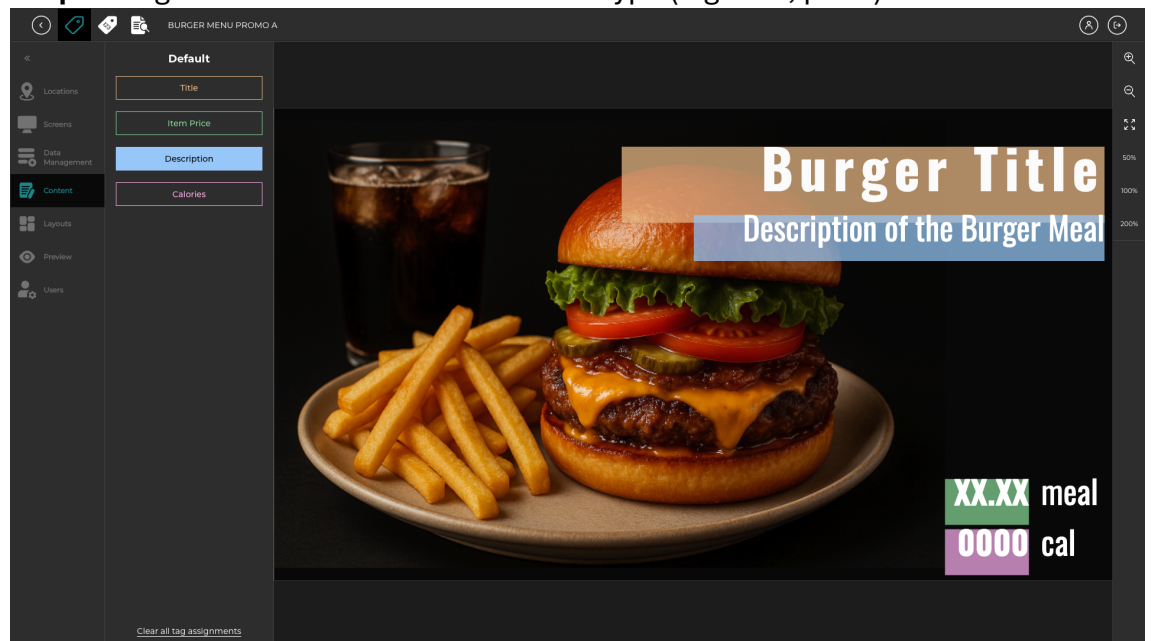 BURGER MENU PROMO A
Locations
Screens
Data
Management
Content
Layouts
Preview
Users
Default
Title
Item Price
Description
Calories
Clear all tag assignments
Burger Title
Description of the Burger Meal
XX.XX meal
0000 cal
50%
100%
200%